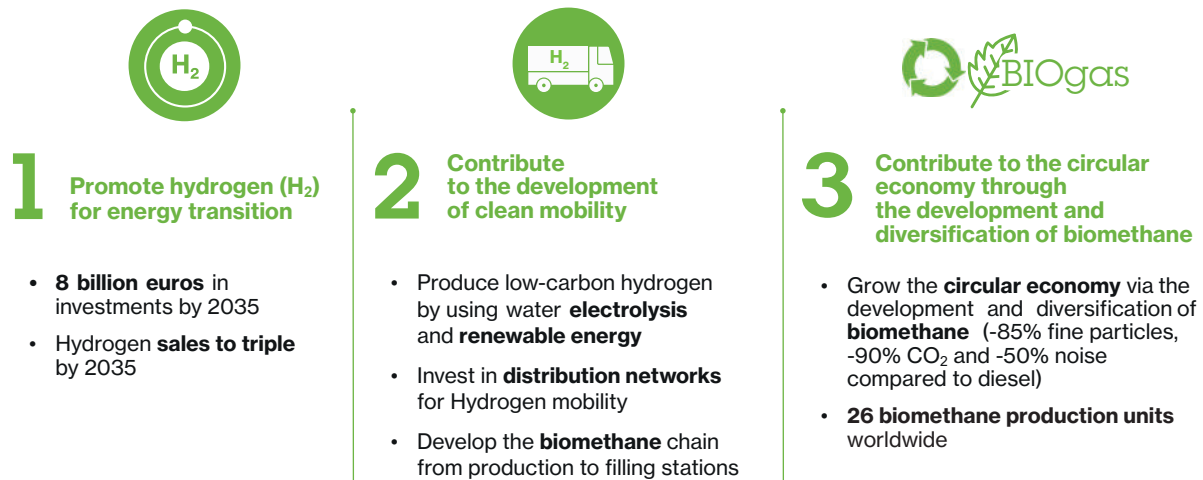 H₂
H₂
BIOgas
1
Promote hydrogen (H₂)
for energy transition
• 8 billion euros in
investments by 2035
• Hydrogen sales to triple
by 2035
2
Contribute
to the development
of clean mobility
• Produce low-carbon hydrogen
by using water electrolysis
and renewable energy
• Invest in distribution networks
for Hydrogen mobility
• Develop the biomethane chain
from production to filling stations
3
Contribute to the circular
economy through
the development and
diversification of biomethane
• Grow the circular economy via the
development and diversification of
biomethane (-85% fine particles,
-90% CO₂ and -50% noise
compared to diesel)
• 26 biomethane production units
worldwide